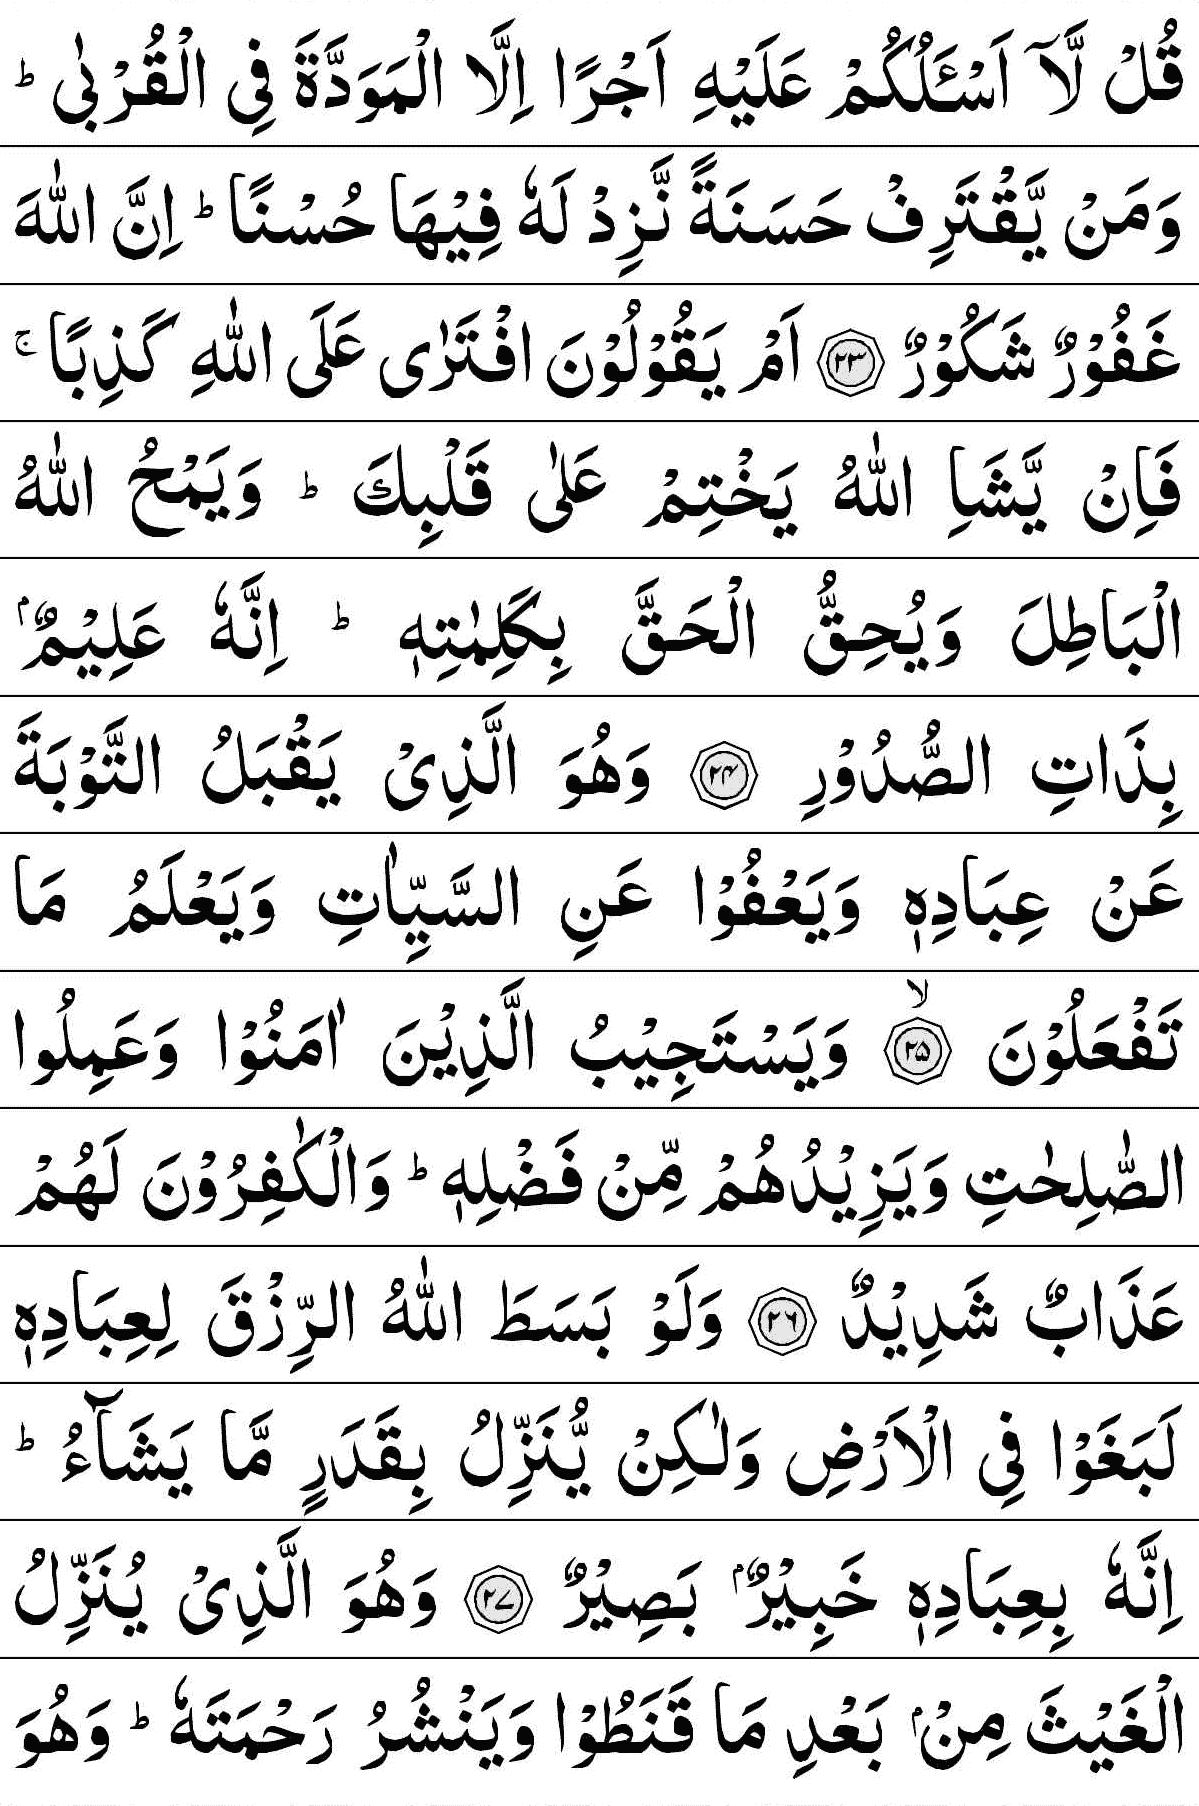 قُلْ لَّاۤ اَسْـَٔلُكُمْ عَلَیْهِ اَجْرًا اِلَّا الْمَوَدَّةَ فِی الْقُرْبٰی ؕ
وَمَنْ یَّقْتَرِفْ حَسَنَةً نَّزِدْ لَهٗ فِیْهَا حُسْنًا ؕ اِنَّ اللّٰهَ
غَفُوْرٌ شَكُوْرٌ ﴿۲۳﴾ اَمْ یَقُوْلُوْنَ افْتَرٰی عَلَی اللّٰهِ كَذِبًا ۚ
فَاِنْ یَّشَاِ اللّٰهُ یَخْتِمْ عَلٰی قَلْبِكَ ؕ وَیَمْحُ اللّٰهُ
الْبَاطِلَ وَیُحِقُّ الْحَقَّ بِكَلِمٰتِهٖ ؕ اِنَّهٗ عَلِیْمٌۢ
بِذَاتِ الصُّدُوْرِ ﴿۲۴﴾ وَهُوَ الَّذِیْ یَقْبَلُ التَّوْبَةَ
عَنْ عِبَادِهٖ وَیَعْفُوْا عَنِ السَّیِّاٰتِ وَیَعْلَمُ مَا
تَفْعَلُوْنَ ﴿۲۵﴾ۙ وَیَسْتَجِیْبُ الَّذِیْنَ اٰمَنُوْا وَعَمِلُوا
الصّٰلِحٰتِ وَیَزِیْدُهُمْ مِّنْ فَضْلِهٖ ؕ وَالْكٰفِرُوْنَ لَهُمْ
عَذَابٌ شَدِیْدٌ ﴿۲۶﴾ وَلَوْ بَسَطَ اللّٰهُ الرِّزْقَ لِعِبَادِهٖ
لَبَغَوْا فِی الْاَرْضِ وَلٰكِنْ یُّنَزِّلُ بِقَدَرٍ مَّا یَشَآءُ ؕ
اِنَّهٗ بِعِبَادِهٖ خَبِیْرٌۢ بَصِیْرٌ ﴿۲۷﴾ وَهُوَ الَّذِیْ یُنَزِّلُ
الْغَیْثَ مِنْۢ بَعْدِ مَا قَنَطُوْا وَیَنْشُرُ رَحْمَتَهٗ ؕ وَهُوَ